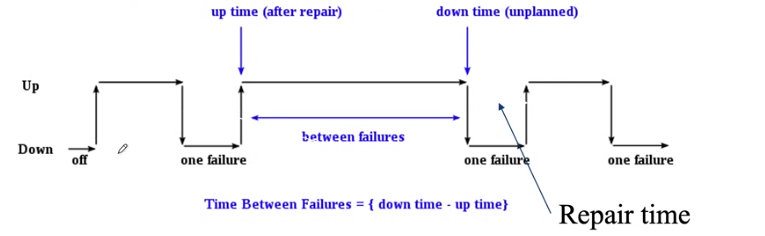 up time (after repair) down time (unplanned)
Up
between failures
Down
off one failure one failure one failure
Time Between Failures = { down time - up time}
Repair time